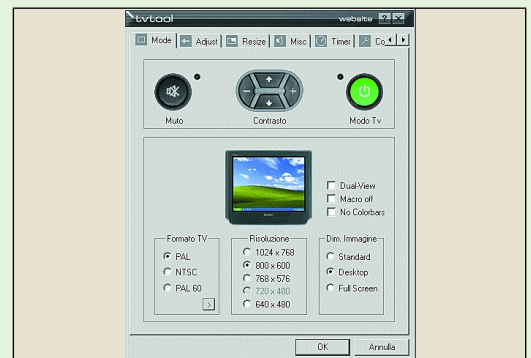 tvtool website ? X
Mode Adjust Resize Misc Timer Co
Muto Contrasto Modo Tv
Dual-View
Macro off
No Colorbars
Formato TV
PAL
NTSC
PAL 60
>
Risoluzione
1024 x 768
800 x 600
768 x 576
720 x 480
640 x 480
Dim. Immagine
Standard
Desktop
Full Screen
OK Annulla